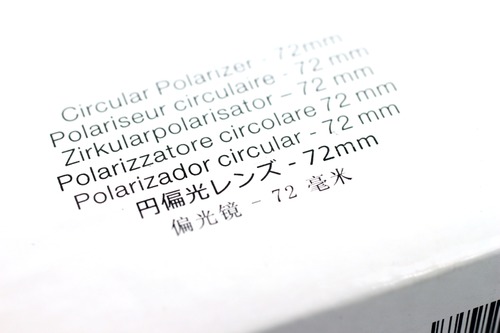 Circular Polarizer - 72mm
Polariseur circulaire - 72 mm
Zirkularpolarisator – 72 mm
Polarizzatore circolare 72 mm
Polarizador circular - 72 mm
円偏光レンズ - 72mm
偏光镜 – 72 毫米